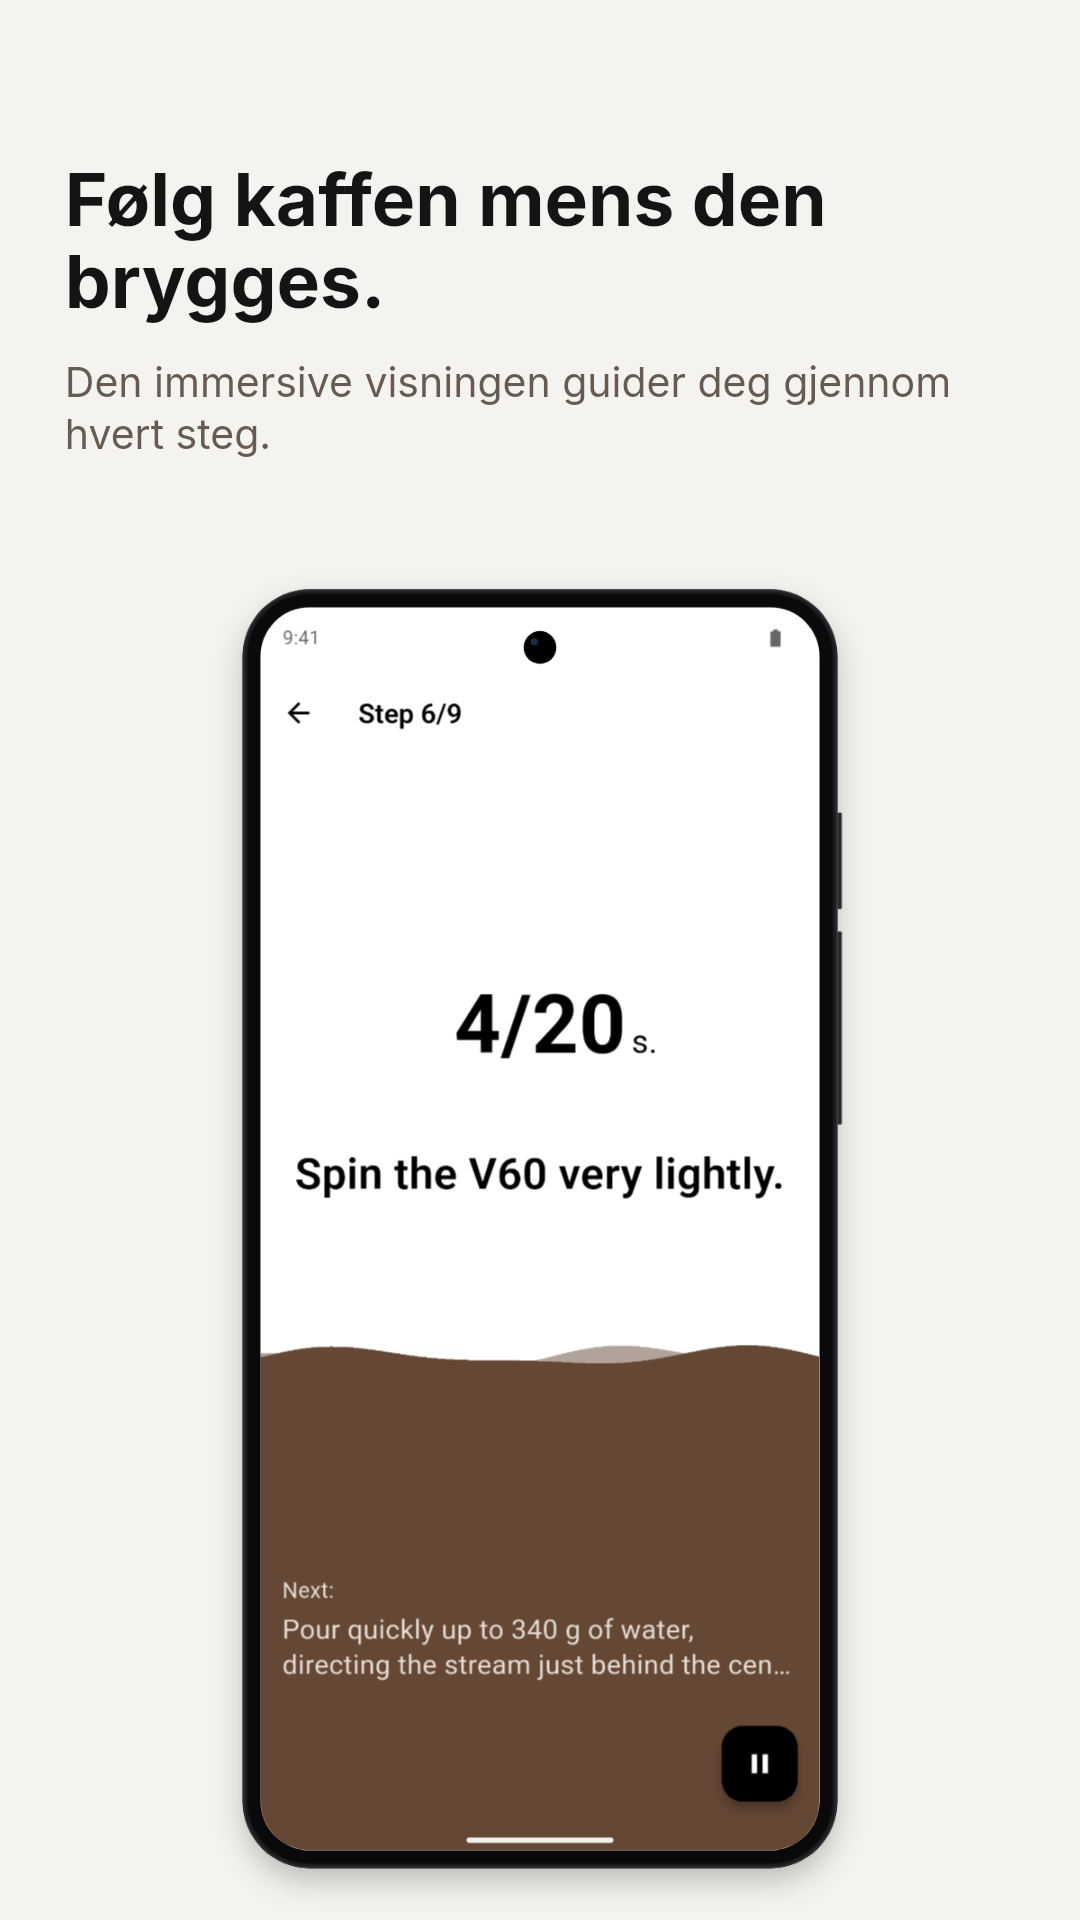 Følg kaffen mens den
brygges.
Den immersive visningen guider deg gjennom
hvert steg.
9:41
Step 6/9
4/20 s.
Spin the V60 very lightly.
Next:
Pour quickly up to 340 g of water,
directing the stream just behind the cen…